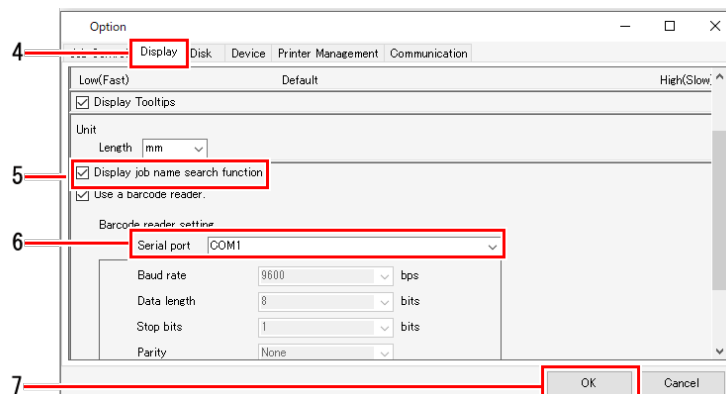 Option
4
Job Control Display Disk Device Printer Management Communication
Low(Fast) Default High(Slow)
Display Tooltips
Unit
Length mm
5
Display job name search function
Use a barcode reader.
Barcode reader setting
6
Serial port COM1
Baud rate 9600 bps
Data length 8 bits
Stop bits 1 bits
Parity None
7
OK Cancel